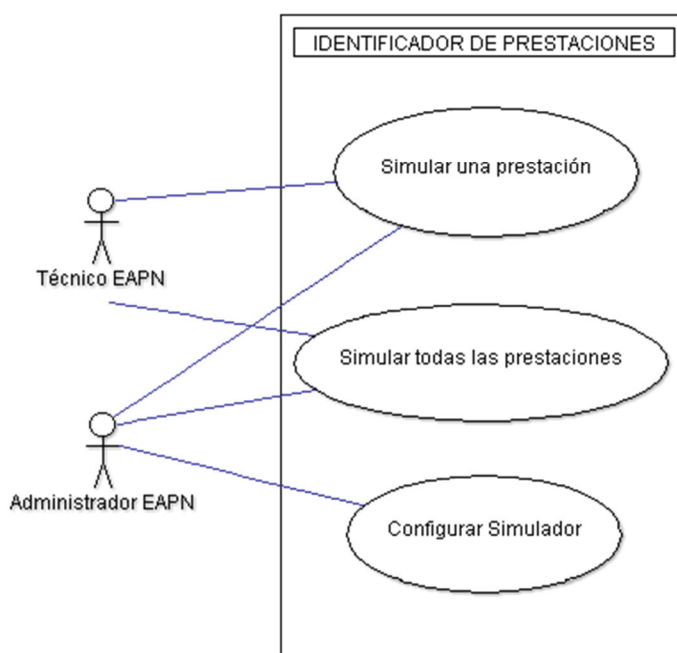 IDENTIFICADOR DE PRESTACIONES
Simular una prestación
Técnico EAPN
Simular todas las prestaciones
Administrador EAPN
Configurar Simulador